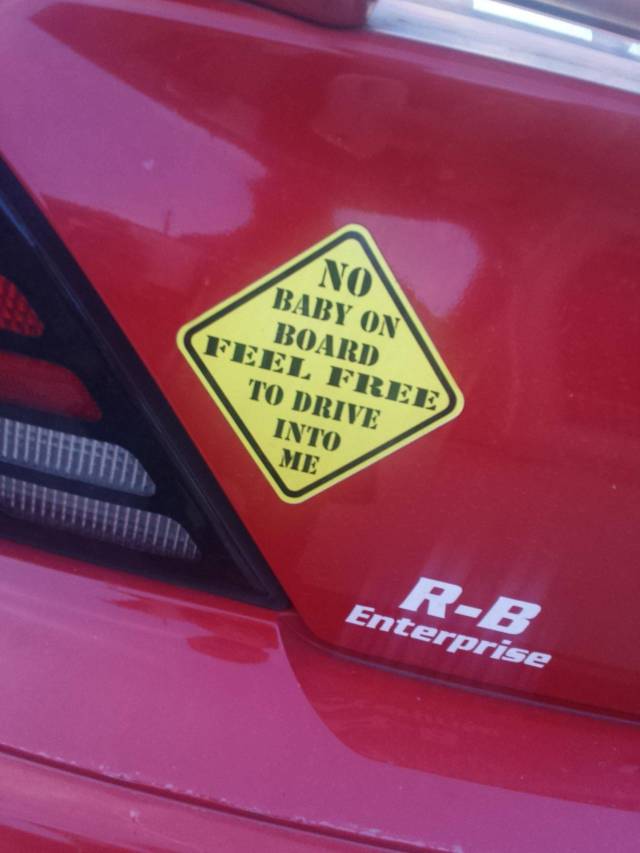 NO
BABY ON
BOARD
FEEL FREE
TO DRIVE
INTO
ME
R-B
Enterprise